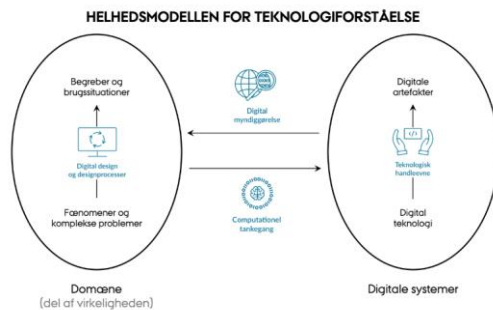 HELHEDSMODELLEN FOR TEKNOLOGIFORSTÅELSE
Begreber og
brugssituationer
Digital design
og designprocesser
Fænomener og
komplekse problemer
Domæne
(del af virkeligheden)
Digital
myndiggørelse
Computationel
tankegang
Digitale
artefakter
</>
Teknologisk
handleevne
Digital
teknologi
Digitale systemer